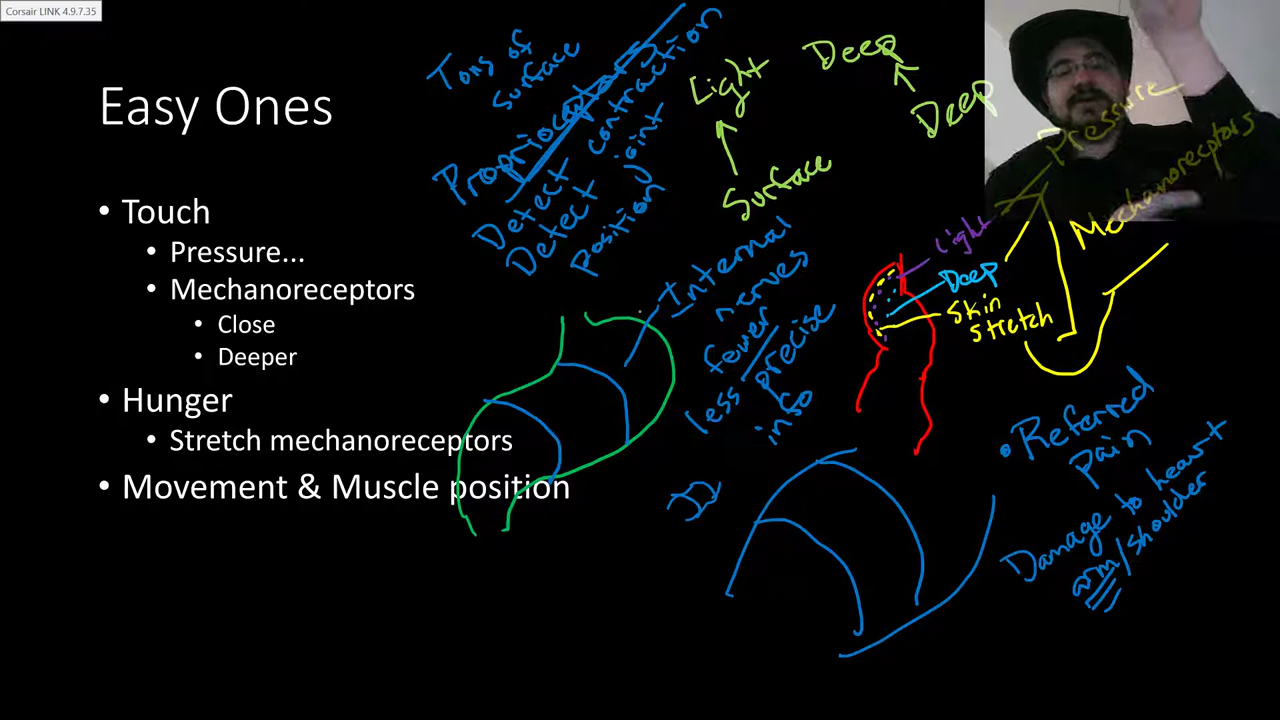 Corsair LINK 4.9.7.35
Easy Ones
• Touch
• Pressure...
• Mechanoreceptors
• Close
• Deeper
• Hunger
• Stretch mechanoreceptors
• Movement & Muscle position
Tons of
surface
Proprioceptors
Detect contraction
Detect joint
position
Light
Surface
Deep
Deep
Pressure
Mechanoreceptors
Light
Deep
Skin
Stretch
Internal
nerves
fewer
less precise
info
• Referred
pain
Damage to heart
arm/shoulder